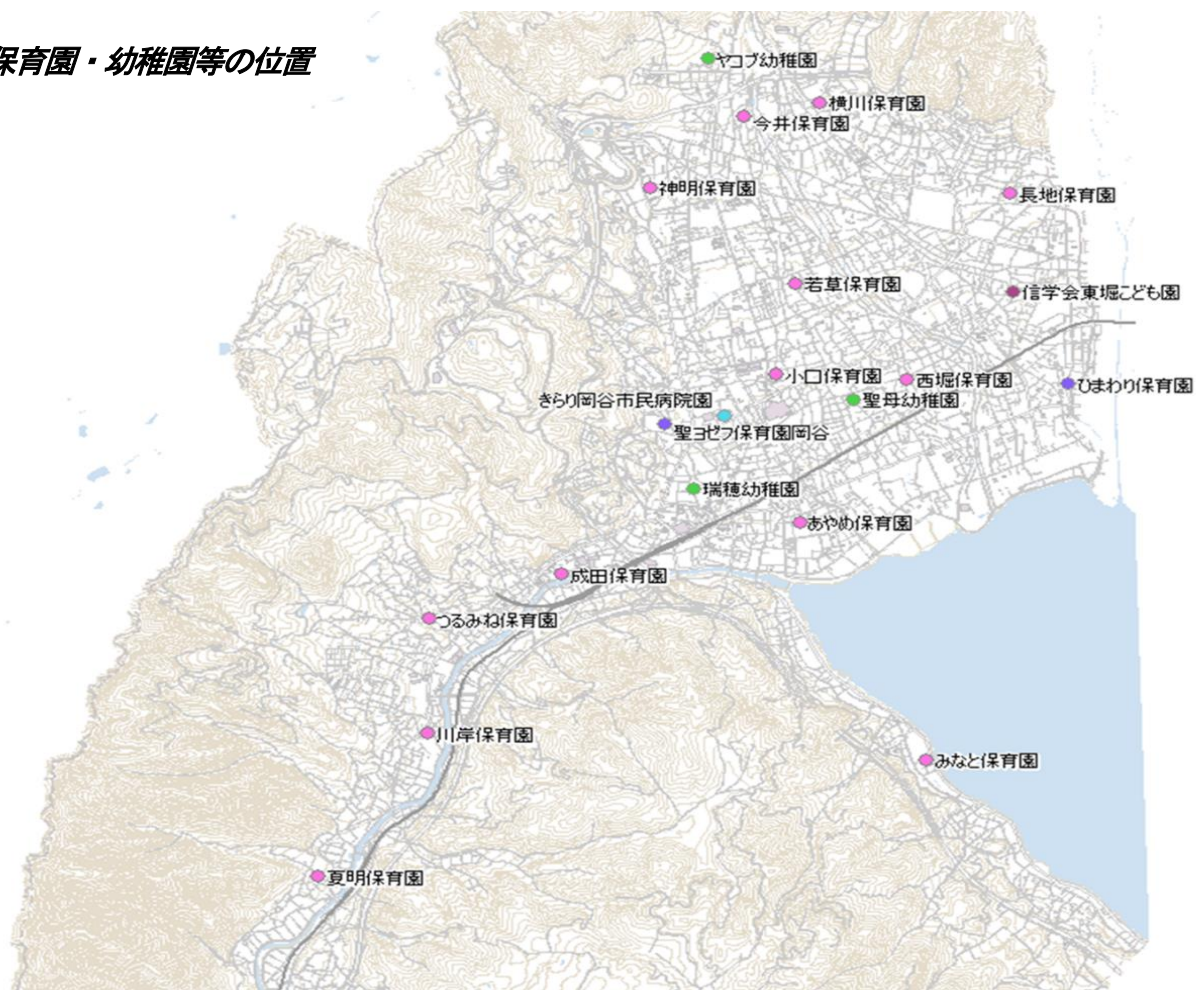 保育園・幼稚園等の位置
ヤコブ幼稚園
横川保育園
今井保育園
神明保育園
長地保育園
若草保育園
信学会東堀こども園
小口保育園
西堀保育園
ひまわり保育園
きらり岡谷市民病院園
聖母幼稚園
聖ヨゼフ保育園岡谷
瑞穂幼稚園
あやめ保育園
成田保育園
つるみね保育園
川岸保育園
みなと保育園
夏明保育園